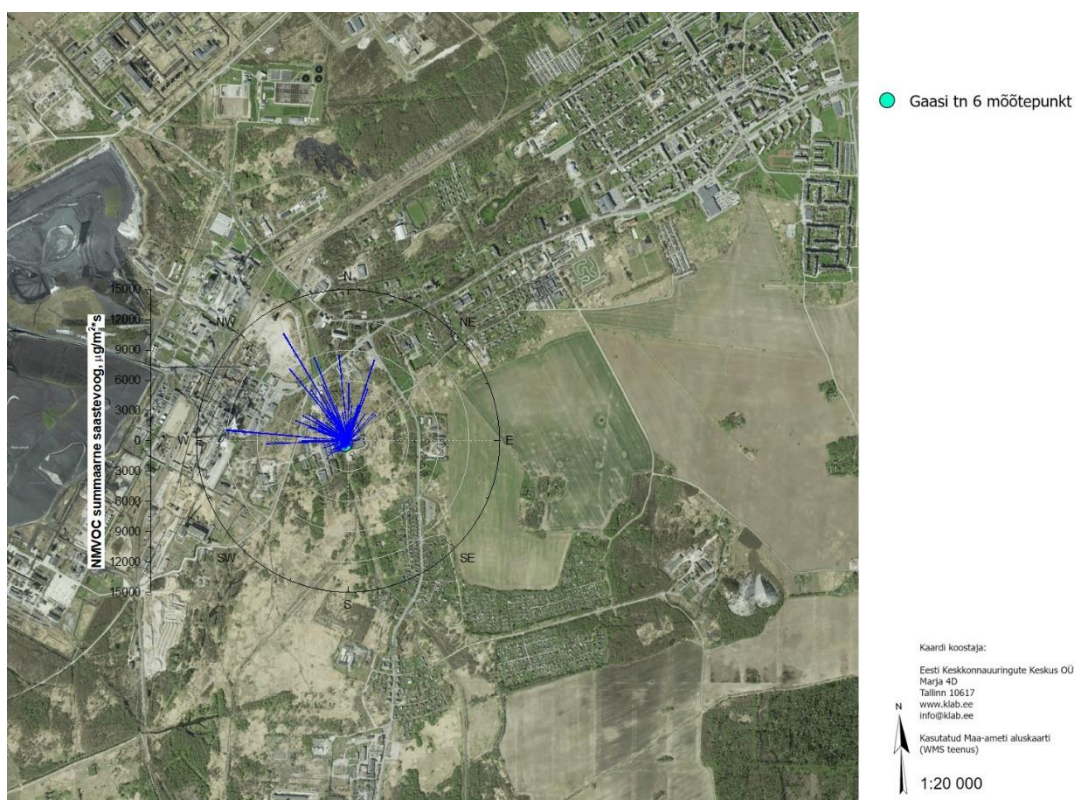 Gaasi tn 6 mõõtepunkt
NMVOC summaarne saastevoog, µg/m²*s
15000
12000
9000
6000
3000
0
3000
6000
9000
12000
15000
N
NE
E
SE
S
SW
W
NW
Kaardi koostaja:
Eesti Keskkonnauuringute Keskus OÜ
Marja 4D
Tallinn 10617
www.klab.ee
info@klab.ee
Kasutatud Maa-ameti aluskaarti
(WMS teenus)
N
1:20 000